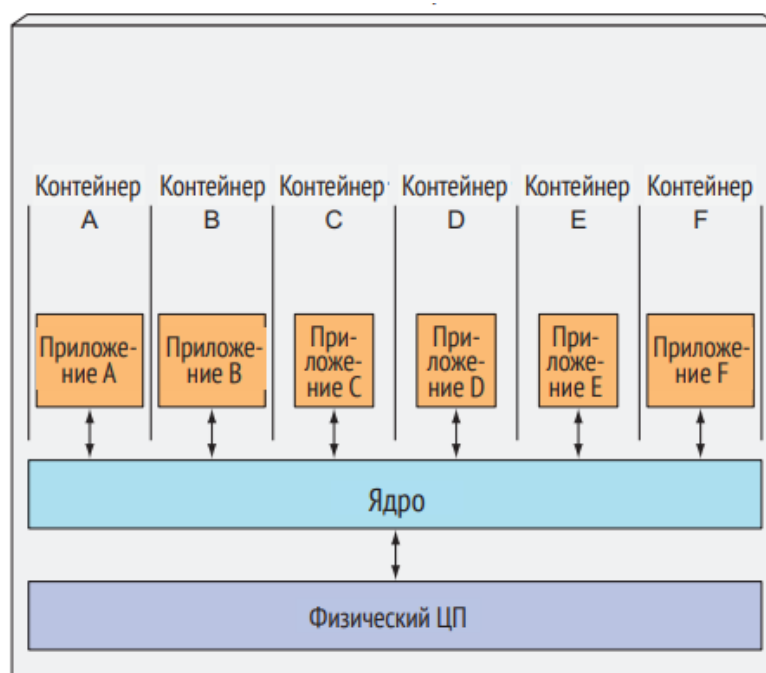 Контейнер Контейнер Контейнер Контейнер Контейнер Контейнер
A B C D E F
Приложе-
ние A
Приложе-
ние B
При-
ложе-
ние C
При-
ложе-
ние D
При-
ложе-
ние E
Приложе-
ние F
Ядро
Физический ЦП